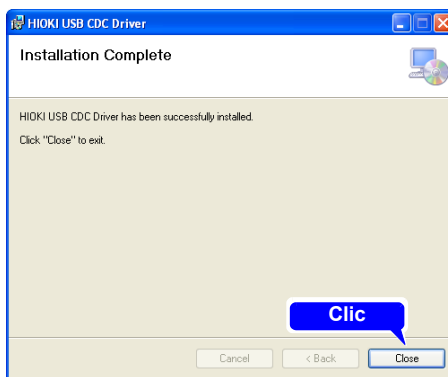 HIOKI USB CDC Driver
Installation Complete
HIOKI USB CDC Driver has been successfully installed.
Click "Close" to exit.
Clic
Cancel
< Back
Close